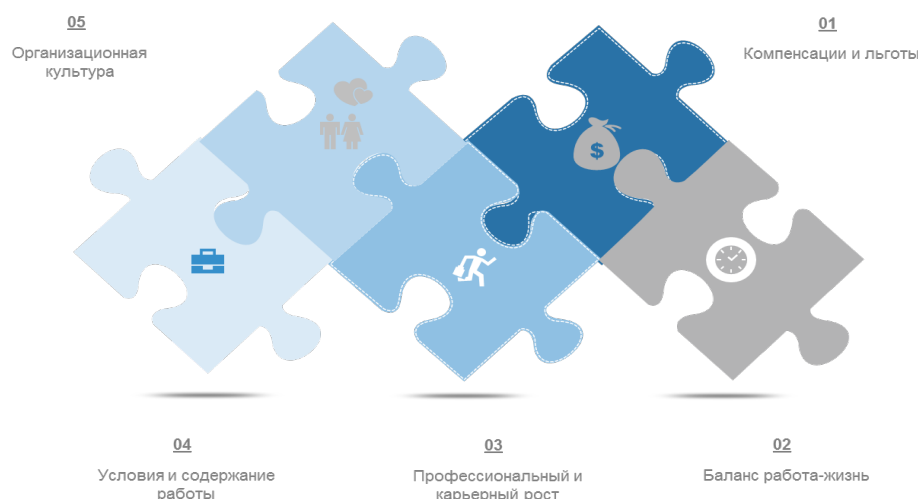 05
Организационная
культура
01
Компенсации и льготы
$
04
Условия и содержание
работы
03
Профессиональный и
карьерный рост
02
Баланс работа-жизнь